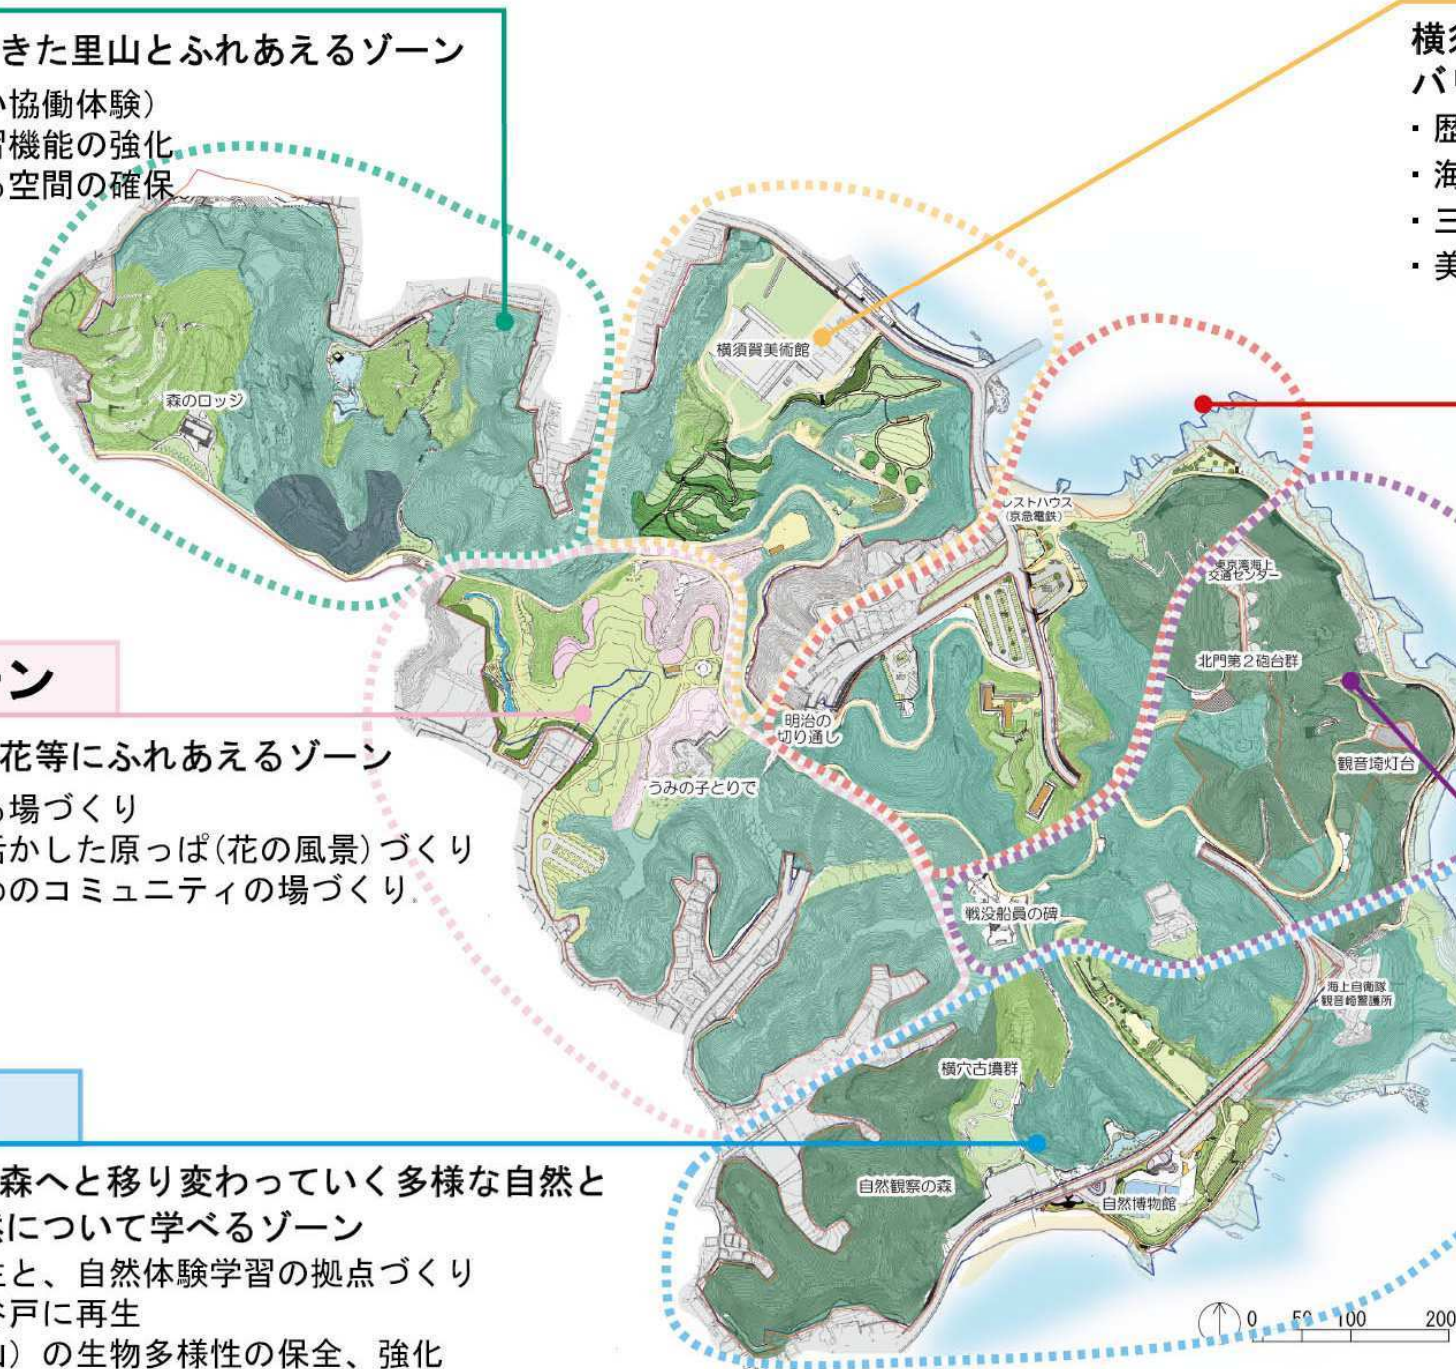 きた里山とふれあえるゾーン
協働体験）
機能の強化
空間の確保
横
バ
・歴
・海
・三
・美
横須賀美術館
森のロッジ
レストハウス
(京急電鉄)
東京湾海上
交通センター
北門第２砲台群
ーン
明治の
切り通し
観音埼灯台
うみの子とりで
花等にふれあえるゾーン
場づくり
かした原っぱ(花の風景)づくり
のコミュニティの場づくり
戦没船員の碑
海上自衛隊
観音崎警護所
横穴古墳群
森へと移り変わっていく多様な自然と
について学べるゾーン
自然観察の森
自然博物館
と、自然体験学習の拠点づくり
戸に再生
）の生物多様性の保全、強化
0 50 100 200